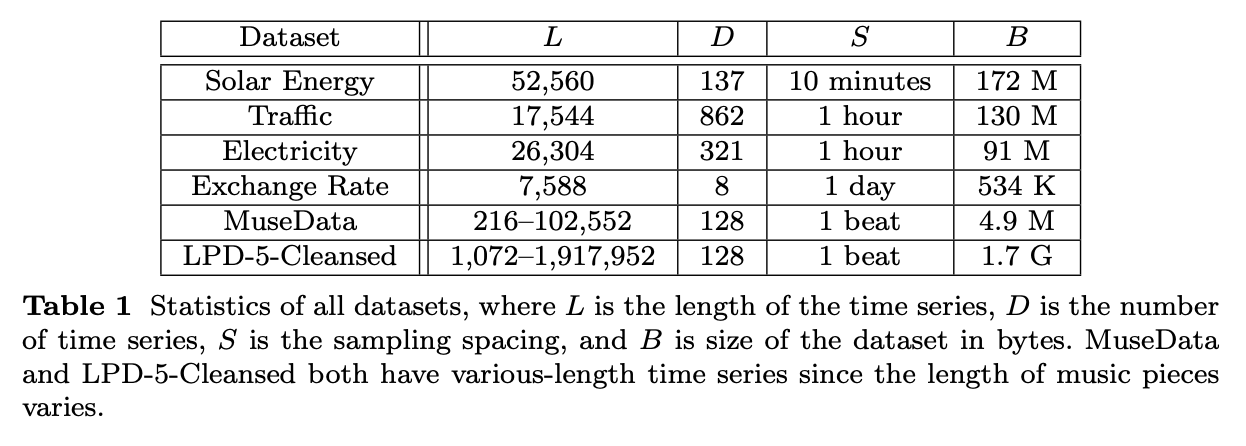 Dataset L D S B
Solar Energy 52,560 137 10 minutes 172 M
Traffic 17,544 862 1 hour 130 M
Electricity 26,304 321 1 hour 91 M
Exchange Rate 7,588 8 1 day 534 K
MuseData 216–102,552 128 1 beat 4.9 M
LPD-5-Cleansed 1,072–1,917,952 128 1 beat 1.7 G
Table 1 Statistics of all datasets, where L is the length of the time series, D is the number
of time series, S is the sampling spacing, and B is size of the dataset in bytes. MuseData
and LPD-5-Cleansed both have various-length time series since the length of music pieces
varies.